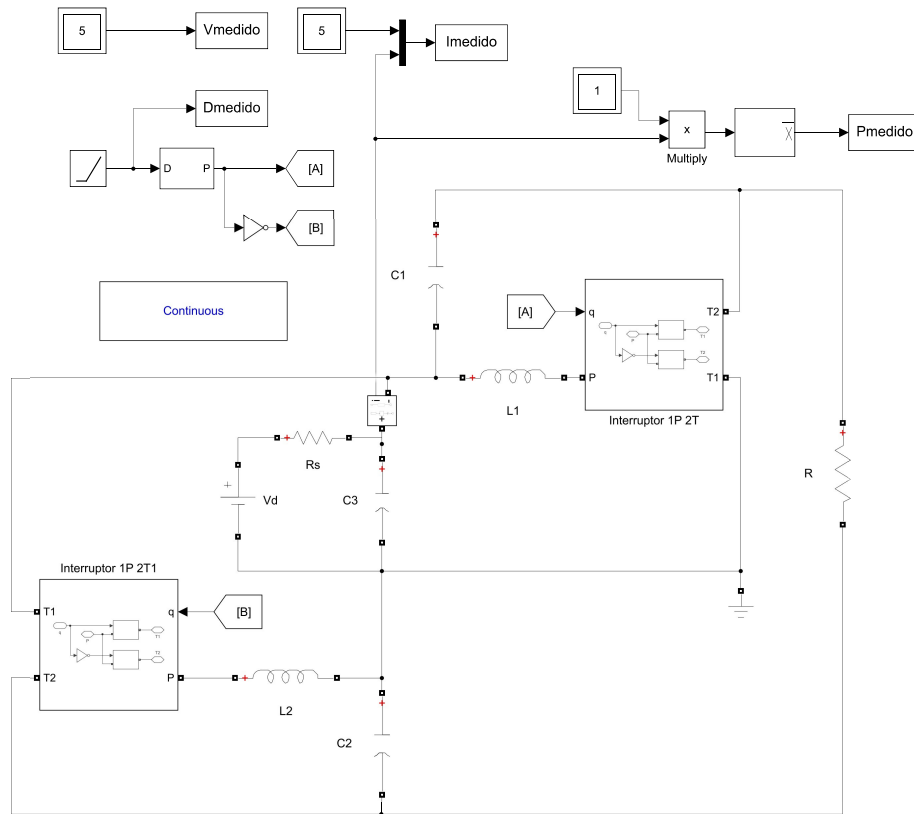 5
Vmedido
5
Imedido
Dmedido
1
x
Multiply
Pmedido
D P
[A]
[B]
Continuous
C1
[A]
q
P
T2
T1
L1
Interruptor 1P 2T
Rs
Vd
C3
R
Interruptor 1P 2T1
T1
T2
q
P
[B]
L2
C2